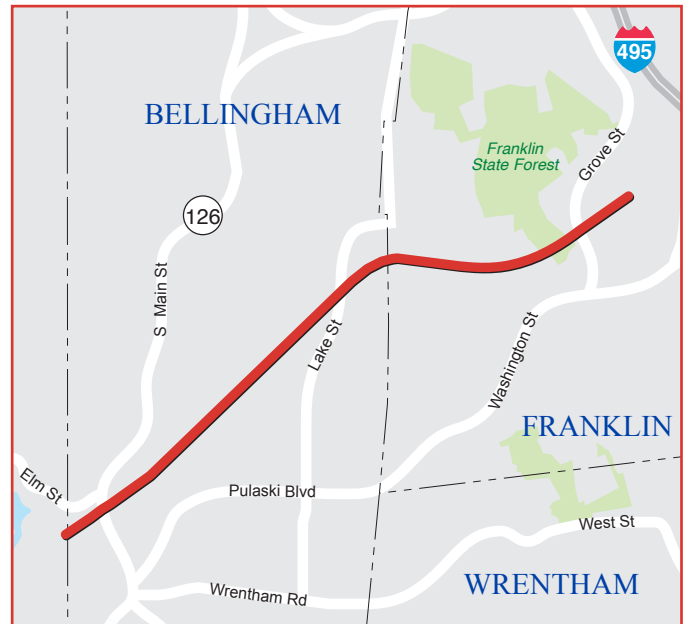 495
BELLINGHAM
Franklin
State Forest
Grove St
126
S Main St
Lake St
Washington St
FRANKLIN
Elm St
Pulaski Blvd
West St
WRENTHAM
Wrentham Rd